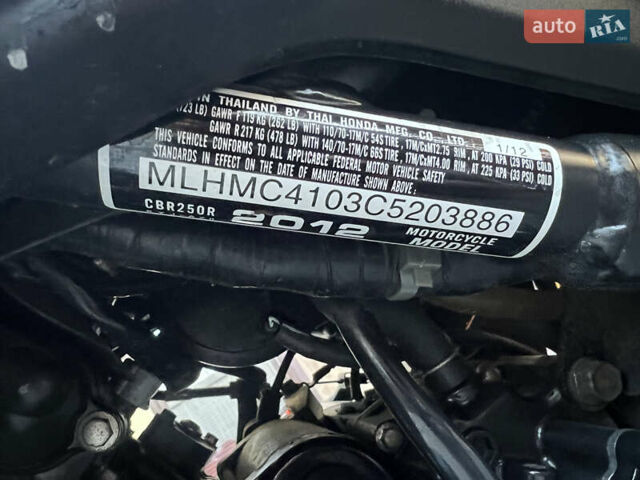 auto RIA
.com
IN THAILAND BY THAI HONDA MFG. CO., LTD. 1/12
(723 LB) GAWR F 119 KG (262 LB) WITH 110/70-17M/C 54S TIRE, 17M/CxMT2.75 RIM, AT 200 KPA (29 PSI) COLD
GAWR R 217 KG (478 LB) WITH 140/70-17M/C 66S TIRE, 17M/CxMT4.00 RIM, AT 225 KPA (33 PSI) COLD
THIS VEHICLE CONFORMS TO ALL APPLICABLE FEDERAL MOTOR VEHICLE SAFETY
STANDARDS IN EFFECT ON THE DATE OF MANUFACTURE SHOWN ABOVE.
MLHMC4103C5203886
CBR250R 2012 MOTORCYCLE
MODEL